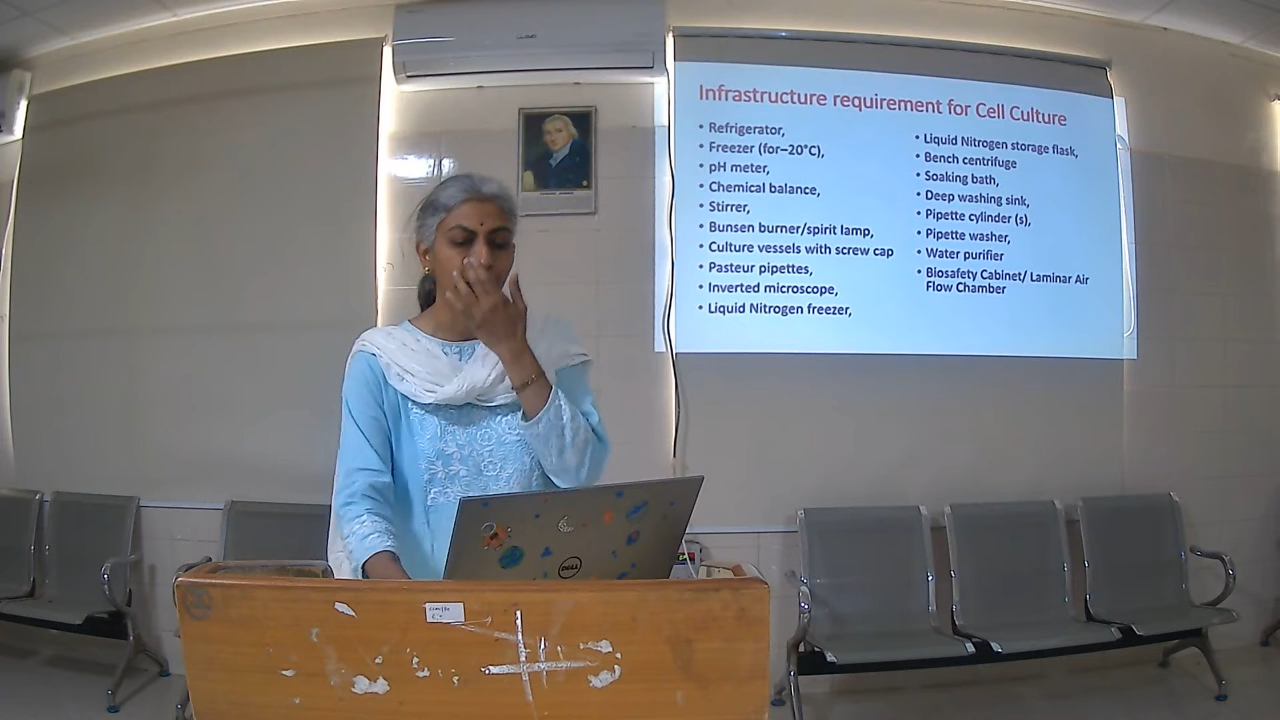 Infrastructure requirement for Cell Culture
• Refrigerator,
• Freezer (for–20°C),
• pH meter,
• Chemical balance,
• Stirrer,
• Bunsen burner/spirit lamp,
• Culture vessels with screw cap
• Pasteur pipettes,
• Inverted microscope,
• Liquid Nitrogen freezer,
• Liquid Nitrogen storage flask,
• Bench centrifuge
• Soaking bath,
• Deep washing sink,
• Pipette cylinder (s),
• Pipette washer,
• Water purifier
• Biosafety Cabinet/ Laminar Air
Flow Chamber
DELL